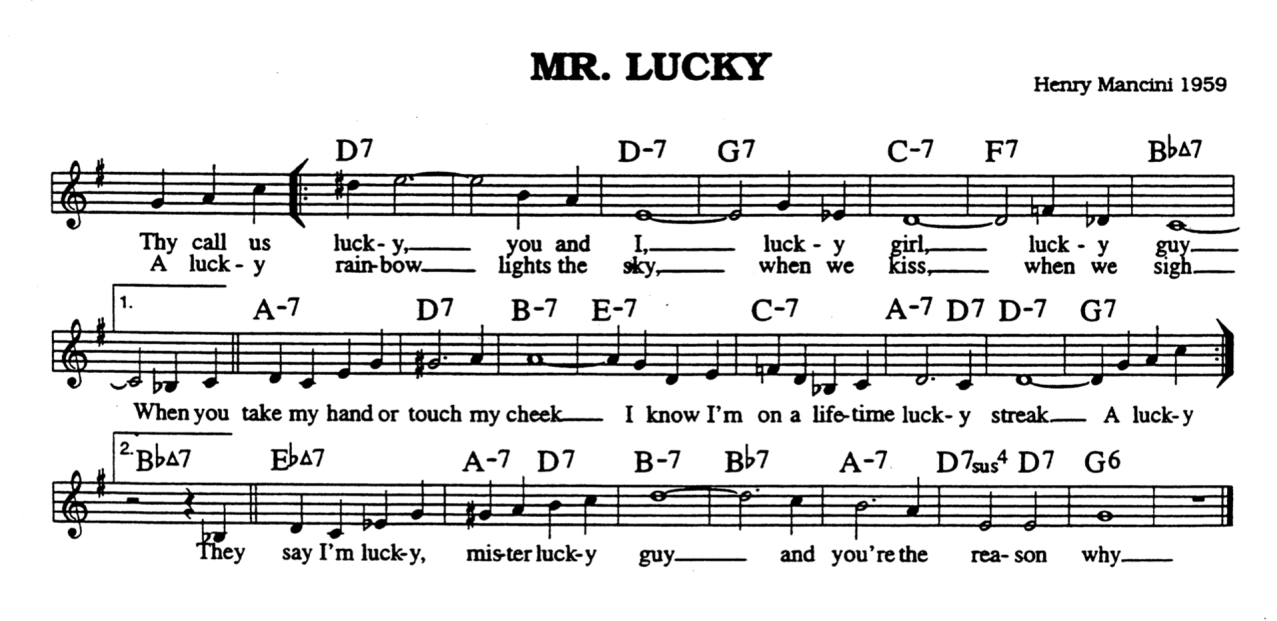 MR. LUCKY
Henry Mancini 1959
D7 D-7 G7 C-7 F7 B♭Δ7
Thy call us luck - y, you and I, luck - y girl, luck - y guy
A luck - y rain-bow lights the sky, when we kiss, when we sigh
1. A-7 D7 B-7 E-7 C-7 A-7 D7 D-7 G7
When you take my hand or touch my cheek I know I'm on a life-time luck-y streak A luck-y
2. B♭Δ7 E♭Δ7 A-7 D7 B-7 B♭7 A-7 D7sus4 D7 G6
They say I'm luck-y, mis-ter luck-y guy and you're the rea- son why